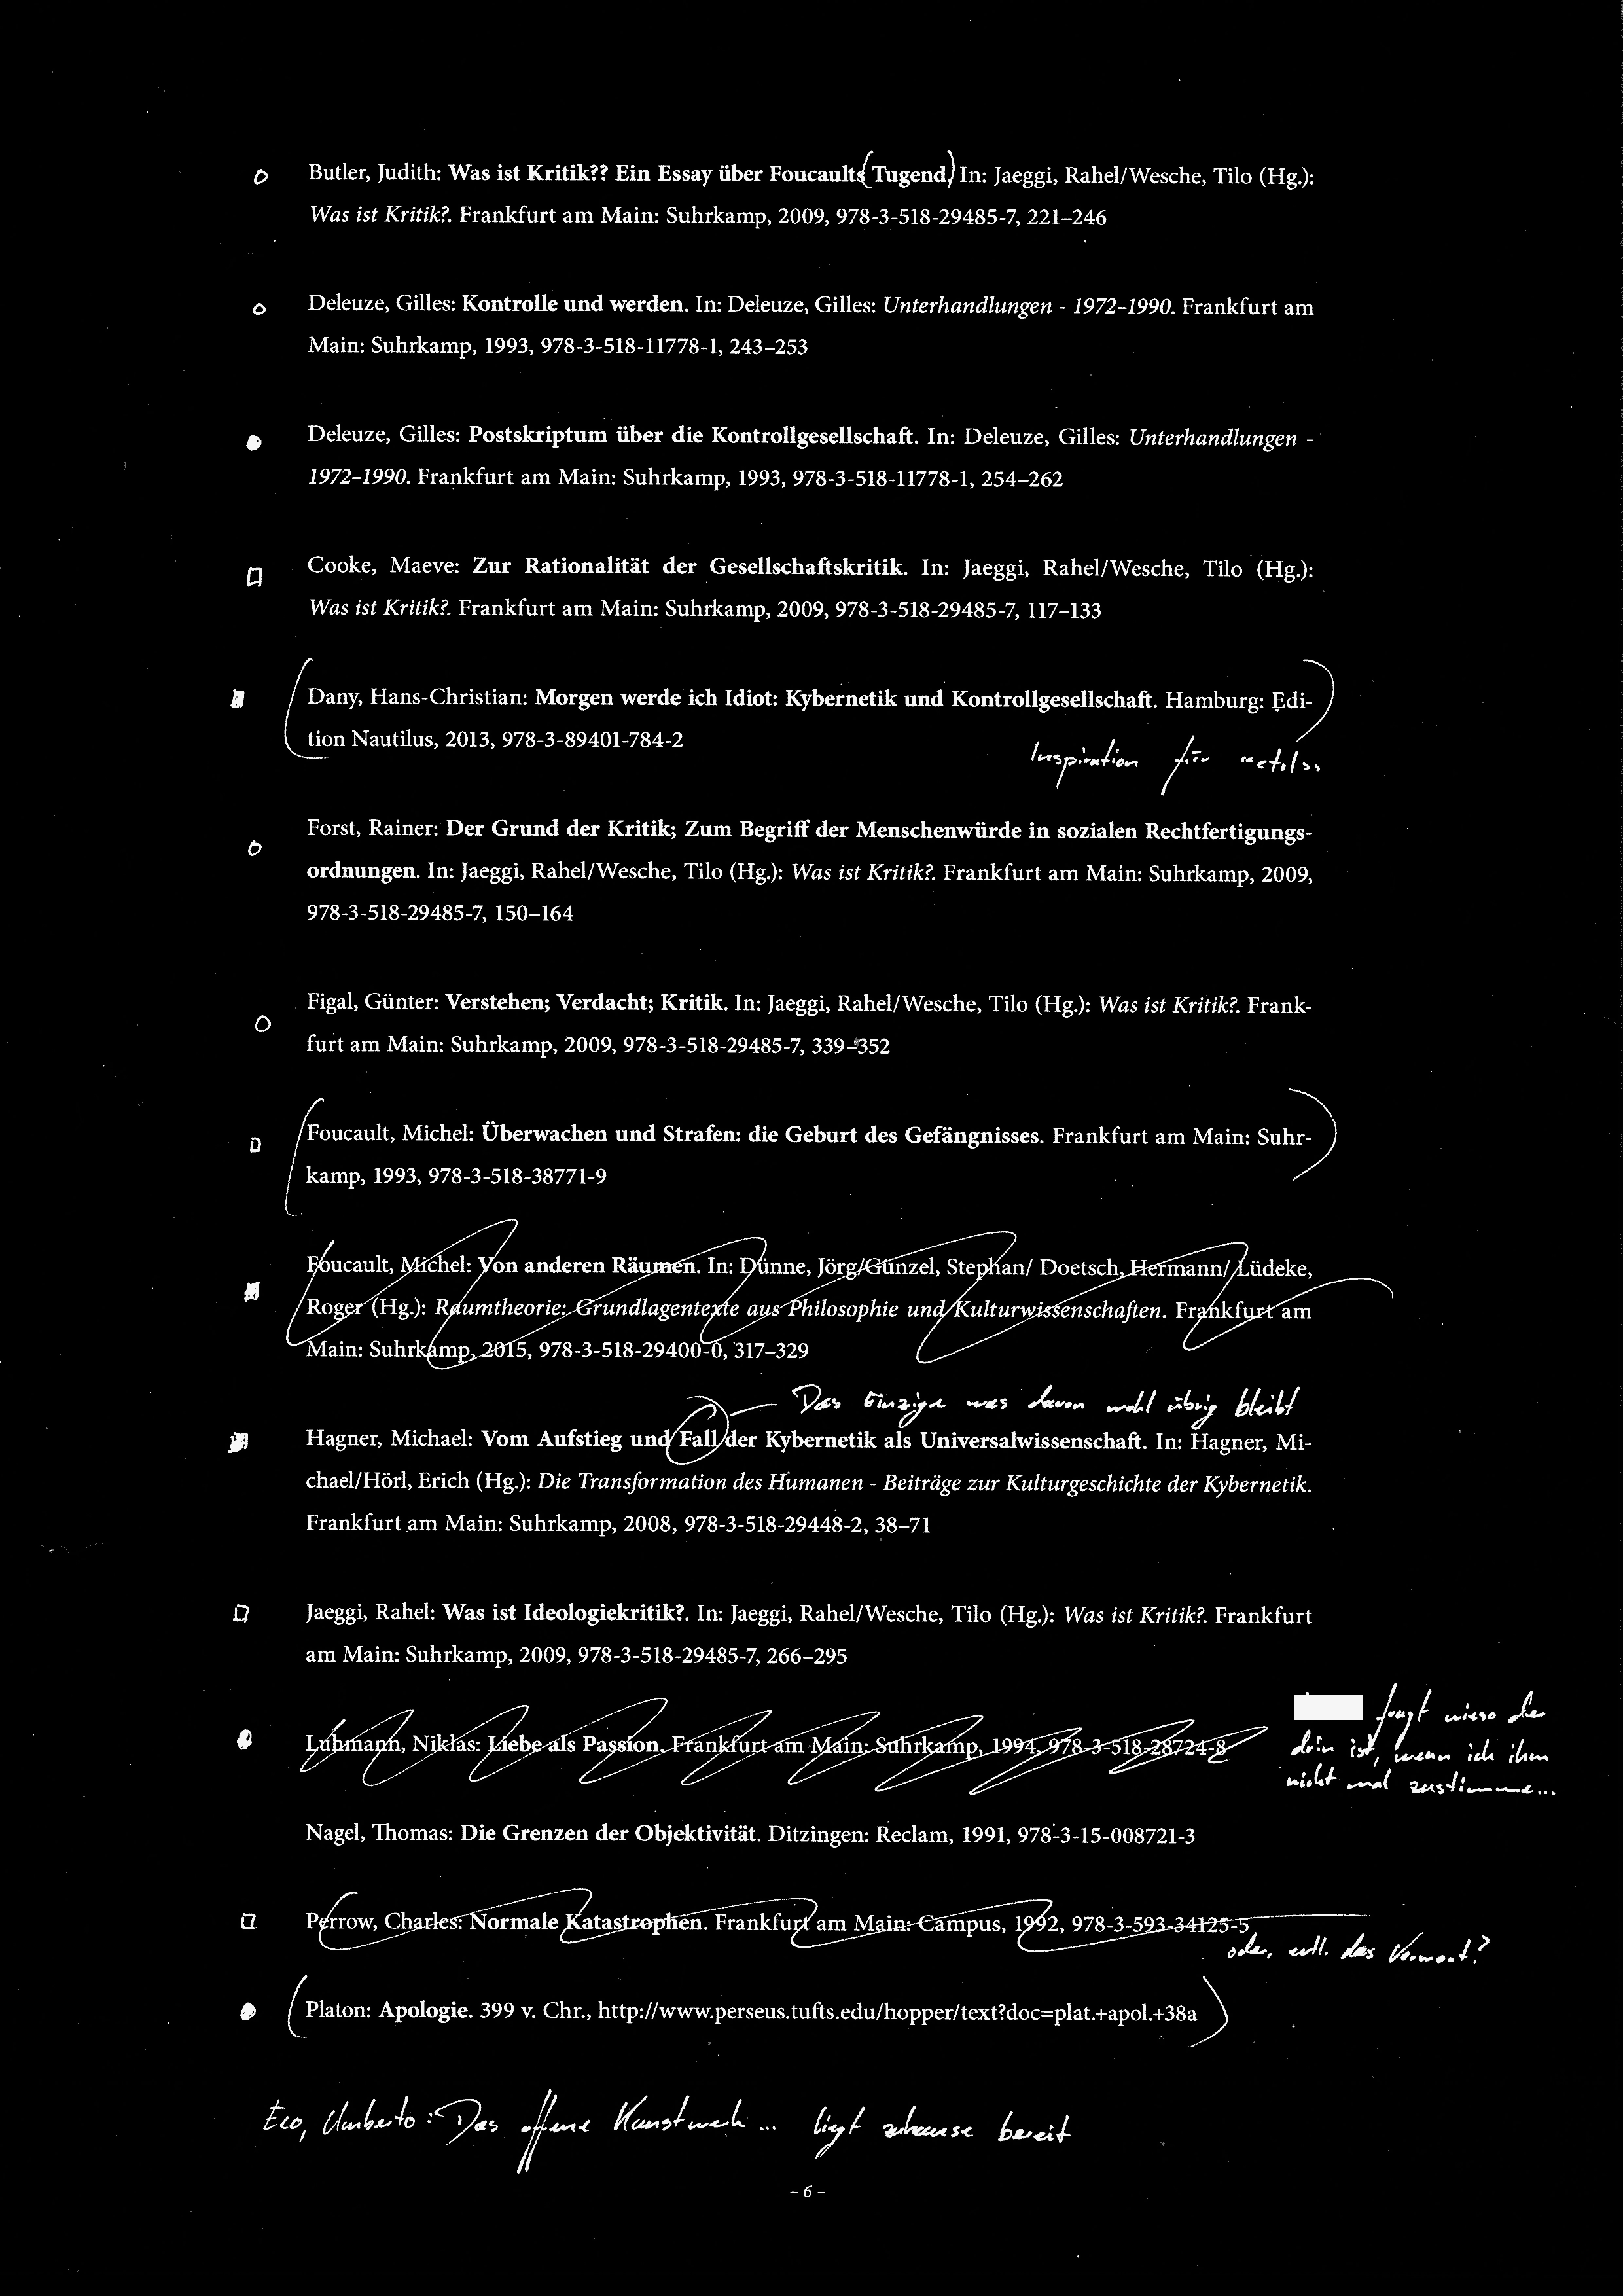 Butler, Judith: Was ist Kritik?? Ein Essay über Foucaults (Tugend) In: Jaeggi, Rahel/Wesche, Tilo (Hg.):
Was ist Kritik?. Frankfurt am Main: Suhrkamp, 2009, 978-3-518-29485-7, 221–246
Deleuze, Gilles: Kontrolle und werden. In: Deleuze, Gilles: Unterhandlungen - 1972–1990. Frankfurt am
Main: Suhrkamp, 1993, 978-3-518-11778-1, 243–253
Deleuze, Gilles: Postskriptum über die Kontrollgesellschaft. In: Deleuze, Gilles: Unterhandlungen -
1972–1990. Frankfurt am Main: Suhrkamp, 1993, 978-3-518-11778-1, 254–262
Cooke, Maeve: Zur Rationalität der Gesellschaftskritik. In: Jaeggi, Rahel/Wesche, Tilo (Hg.):
Was ist Kritik?. Frankfurt am Main: Suhrkamp, 2009, 978-3-518-29485-7, 117–133
(Dany, Hans-Christian: Morgen werde ich Idiot: Kybernetik und Kontrollgesellschaft. Hamburg: Edi-
tion Nautilus, 2013, 978-3-89401-784-2)
Inspiration für
Forst, Rainer: Der Grund der Kritik; Zum Begriff der Menschenwürde in sozialen Rechtfertigungs-
ordnungen. In: Jaeggi, Rahel/Wesche, Tilo (Hg.): Was ist Kritik?. Frankfurt am Main: Suhrkamp, 2009,
978-3-518-29485-7, 150–164
Figal, Günter: Verstehen; Verdacht; Kritik. In: Jaeggi, Rahel/Wesche, Tilo (Hg.): Was ist Kritik?. Frank-
furt am Main: Suhrkamp, 2009, 978-3-518-29485-7, 339–352
(Foucault, Michel: Überwachen und Strafen: die Geburt des Gefängnisses. Frankfurt am Main: Suhr-
kamp, 1993, 978-3-518-38771-9)
Foucault, Michel: Von anderen Räumen. In: Dünne, Jörg/Günzel, Stephan/ Doetsch, Hermann/ Lüdeke,
Roger (Hg.): Raumtheorie: Grundlagentexte aus Philosophie und Kulturwissenschaften. Frankfurt am
Main: Suhrkamp, 2015, 978-3-518-29400-0, 317–329
Das Einzige was davon wohl übrig bleibt
Hagner, Michael: Vom Aufstieg und Fall der Kybernetik als Universalwissenschaft. In: Hagner, Mi-
chael/Hörl, Erich (Hg.): Die Transformation des Humanen - Beiträge zur Kulturgeschichte der Kybernetik.
Frankfurt am Main: Suhrkamp, 2008, 978-3-518-29448-2, 38–71
Jaeggi, Rahel: Was ist Ideologiekritik?. In: Jaeggi, Rahel/Wesche, Tilo (Hg.): Was ist Kritik?. Frankfurt
am Main: Suhrkamp, 2009, 978-3-518-29485-7, 266–295
fragt wieso der
drin ist, wenn ich ihm
nicht mal zustimme...
Luhmann, Niklas: Liebe als Passion. Frankfurt am Main: Suhrkamp, 1994, 978-3-518-28724-8
Nagel, Thomas: Die Grenzen der Objektivität. Ditzingen: Reclam, 1991, 978-3-15-008721-3
Perrow, Charles: Normale Katastrophen. Frankfurt am Main: Campus, 1992, 978-3-593-34125-5
oder, evtl. das Vorwort?
(Platon: Apologie. 399 v. Chr., http://www.perseus.tufts.edu/hopper/text?doc=plat.+apol.+38a)
Eco, Umberto: Das offene Kunstwerk ... liegt zuhause bereit
– 6 –